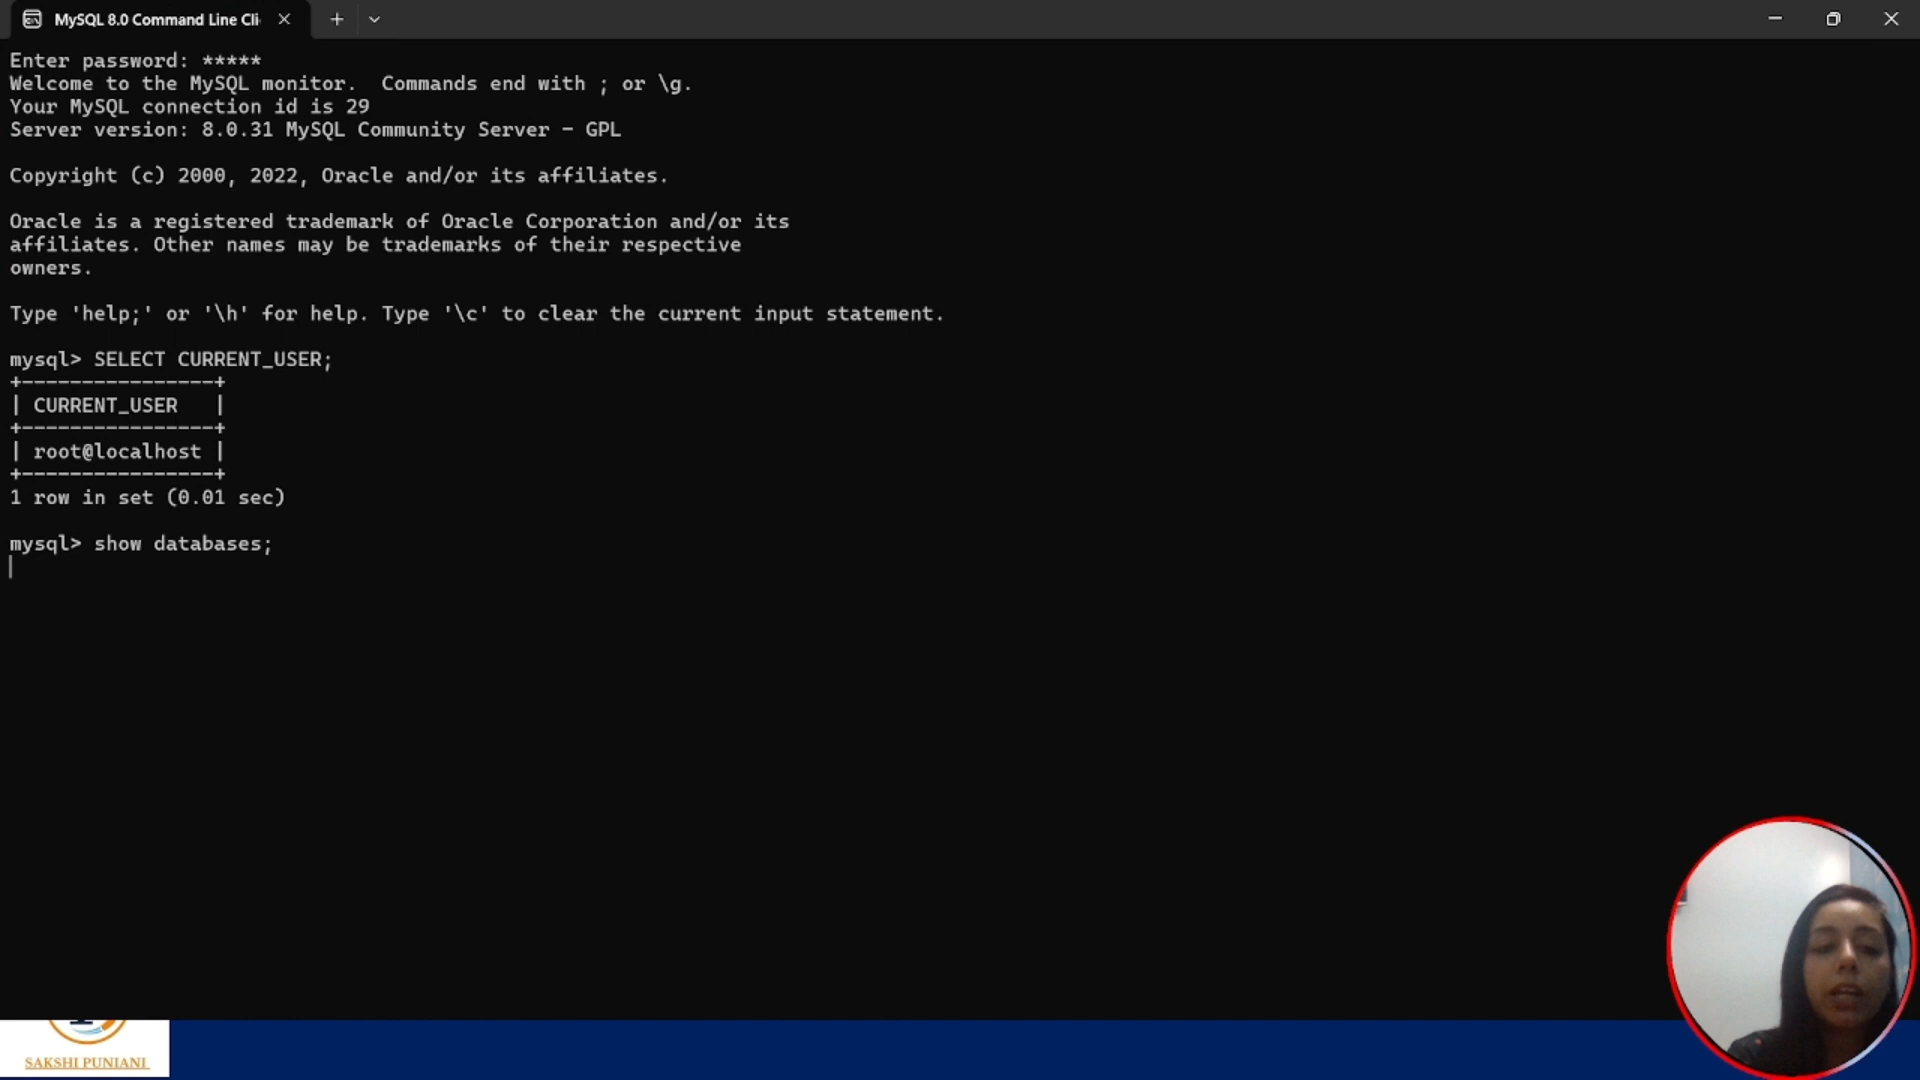 MySQL 8.0 Command Line Cli
Enter password: *****
Welcome to the MySQL monitor.  Commands end with ; or \g.
Your MySQL connection id is 29
Server version: 8.0.31 MySQL Community Server - GPL
Copyright (c) 2000, 2022, Oracle and/or its affiliates.
Oracle is a registered trademark of Oracle Corporation and/or its
affiliates. Other names may be trademarks of their respective
owners.
Type 'help;' or '\h' for help. Type '\c' to clear the current input statement.
mysql> SELECT CURRENT_USER;
+----------------+
| CURRENT_USER   |
+----------------+
| root@localhost |
+----------------+
1 row in set (0.01 sec)
mysql> show databases;
SAKSHI PUNIANI